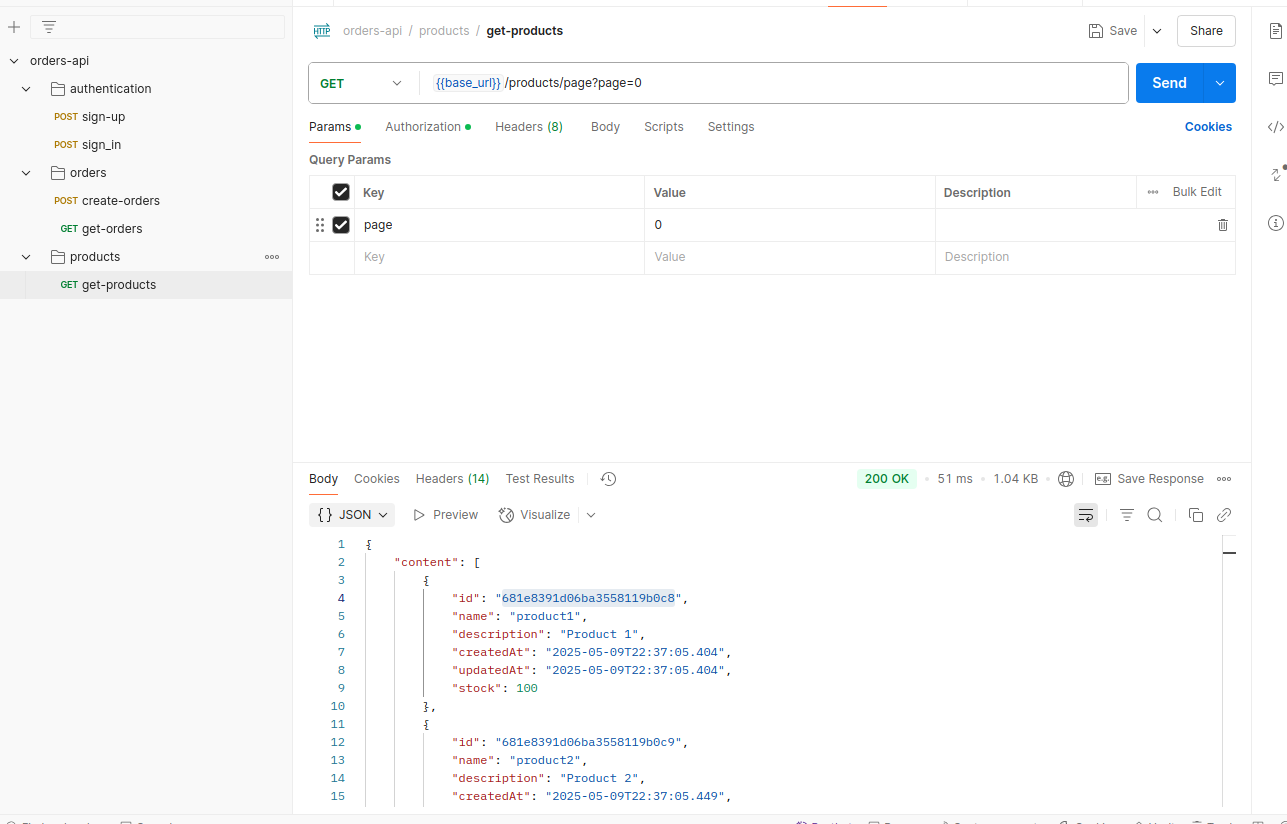 orders-api
authentication
POST sign-up
POST sign_in
orders
POST create-orders
GET get-orders
products
GET get-products
HTTP orders-api / products / get-products
Save
Share
GET {{base_url}} /products/page?page=0
Send
Params Authorization Headers (8) Body Scripts Settings Cookies
Query Params
Key Value Description Bulk Edit
page 0
Key Value Description
Body Cookies Headers (14) Test Results 200 OK 51 ms 1.04 KB e.g. Save Response
{} JSON Preview Visualize
1 {
2 "content": [
3 {
4 "id": "681e8391d06ba3558119b0c8",
5 "name": "product1",
6 "description": "Product 1",
7 "createdAt": "2025-05-09T22:37:05.404",
8 "updatedAt": "2025-05-09T22:37:05.404",
9 "stock": 100
10 },
11 {
12 "id": "681e8391d06ba3558119b0c9",
13 "name": "product2",
14 "description": "Product 2",
15 "createdAt": "2025-05-09T22:37:05.449",